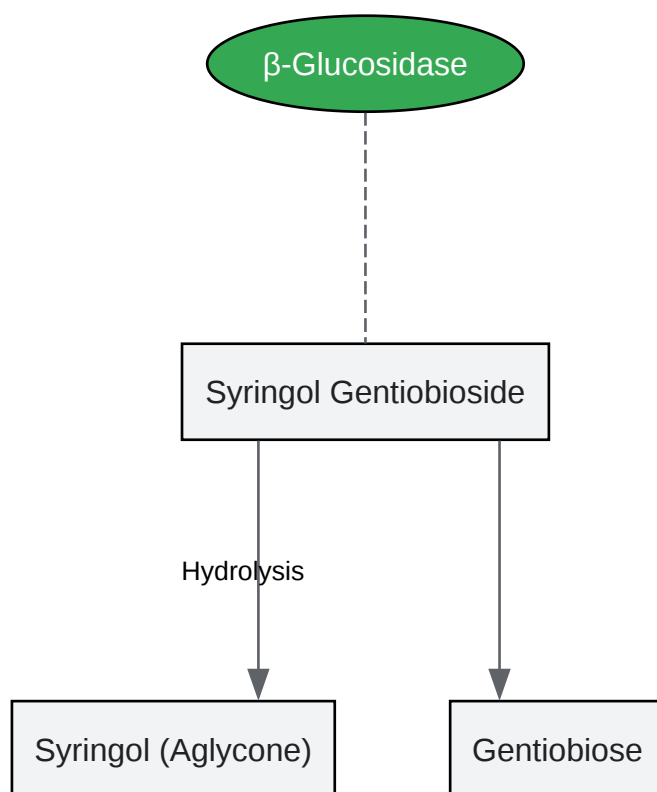 β-Glucosidase
Syringol Gentiobioside
Hydrolysis
Syringol (Aglycone)
Gentiobiose